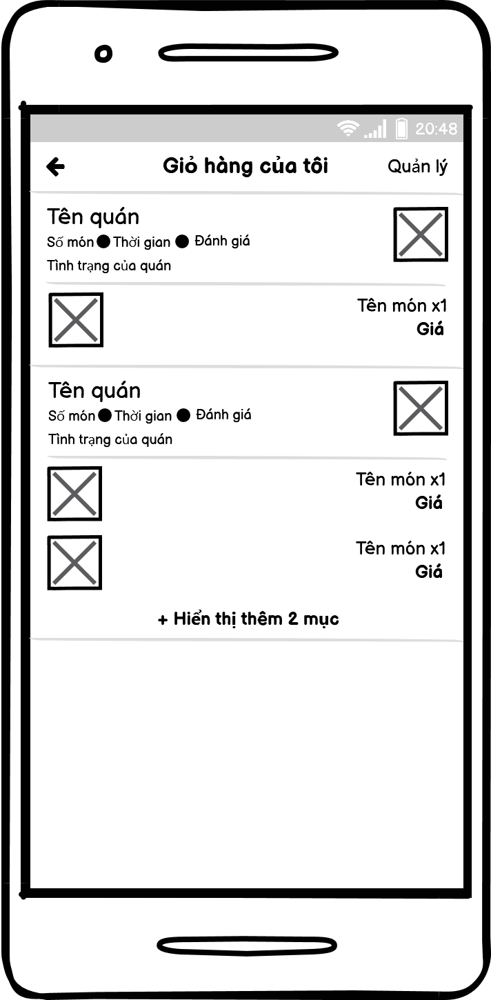 20:48
Giỏ hàng của tôi Quản lý
Tên quán
Số món Thời gian Đánh giá
Tình trạng của quán
Tên món x1
Giá
Tên quán
Số món Thời gian Đánh giá
Tình trạng của quán
Tên món x1
Giá
Tên món x1
Giá
+ Hiển thị thêm 2 mục